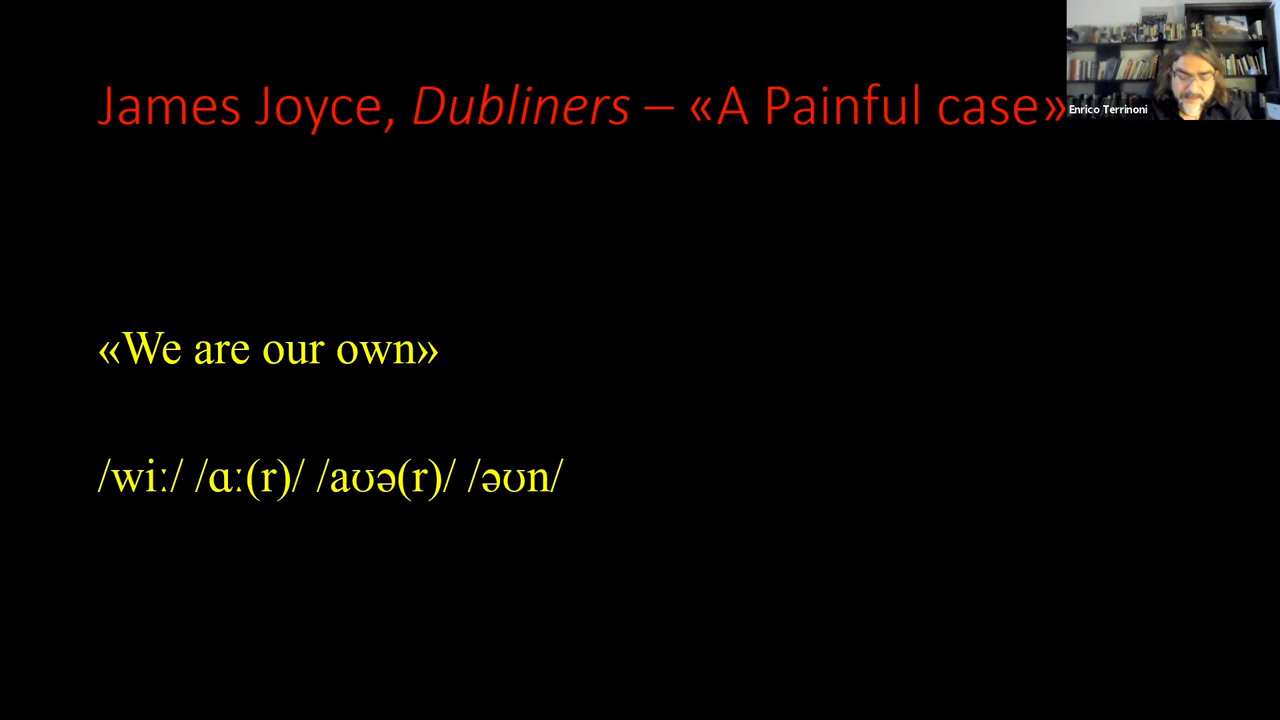 James Joyce, Dubliners – «A Painful case»
Enrico Terrinoni
«We are our own»
/wiː/ /ɑː(r)/ /aʊə(r)/ /əʊn/